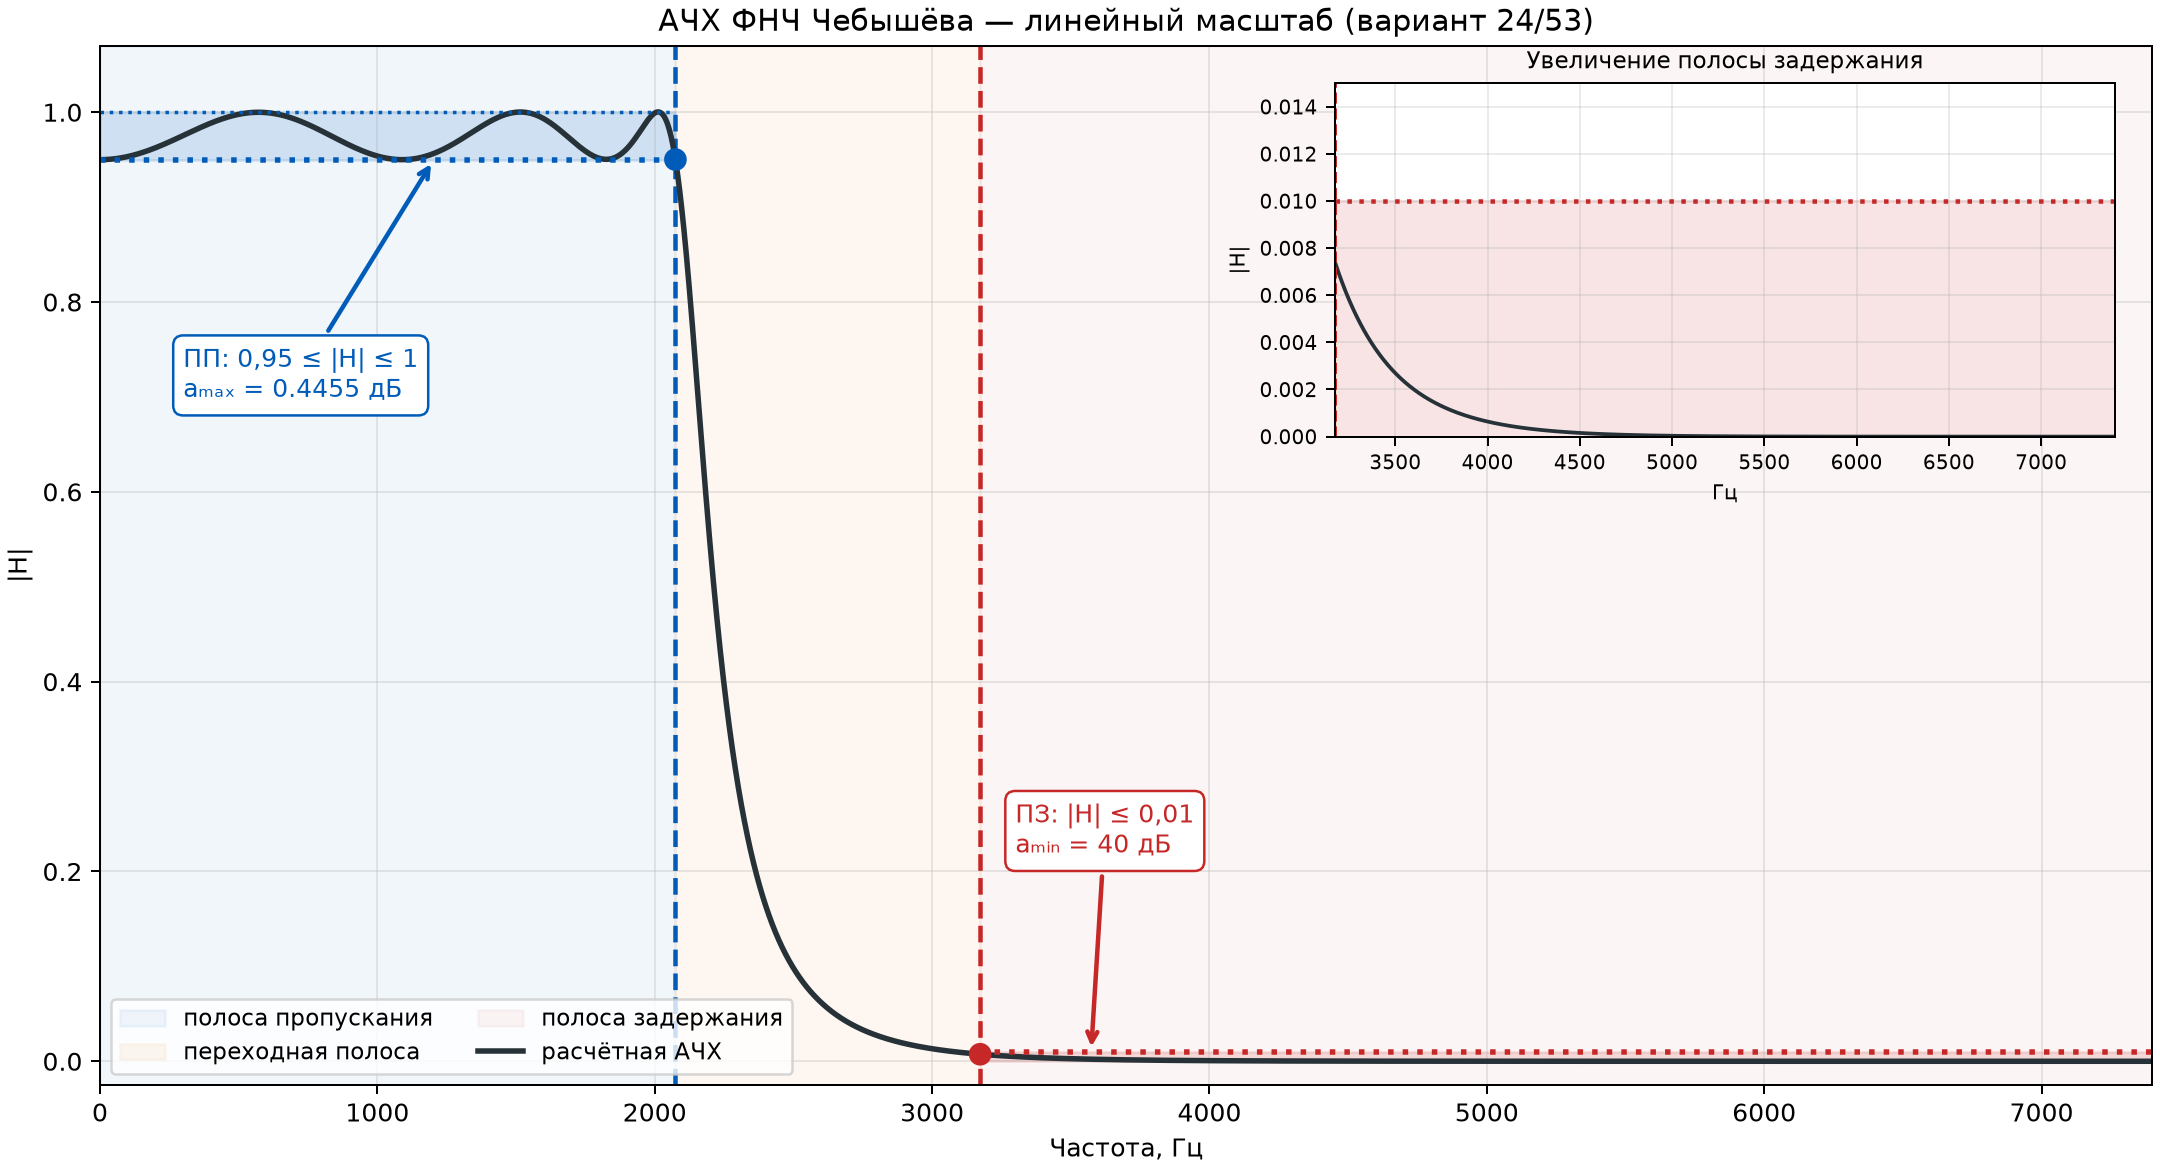 АЧХ ФНЧ Чебышёва — линейный масштаб (вариант 24/53)
Увеличение полосы задержания
|H|
1.0
0.8
0.6
0.4
0.2
0.0
ПП: 0,95 ≤ |H| ≤ 1
aₘₐₓ = 0.4455 дБ
|H|
0.014
0.012
0.010
0.008
0.006
0.004
0.002
0.000
3500 4000 4500 5000 5500 6000 6500 7000
Гц
ПЗ: |H| ≤ 0,01
aₘᵢₙ = 40 дБ
полоса пропускания
переходная полоса
полоса задержания
расчётная АЧХ
0 1000 2000 3000 4000 5000 6000 7000
Частота, Гц